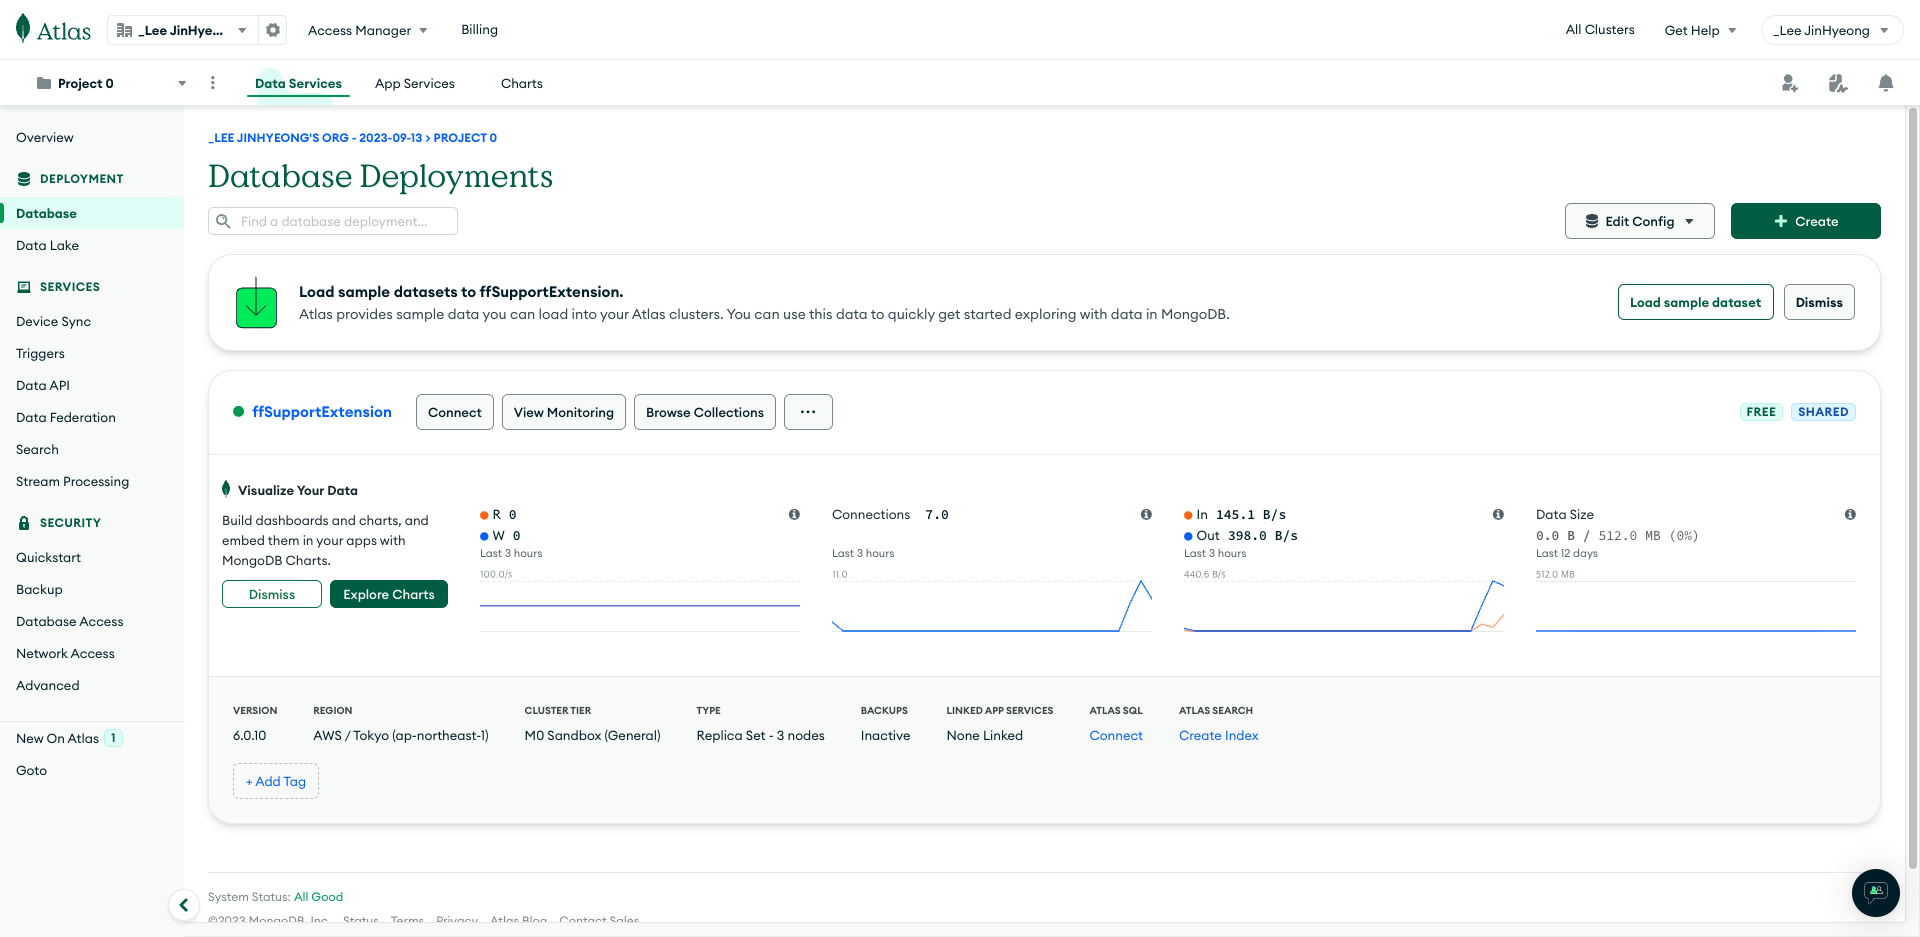 Atlas
_Lee JinHye...
Access Manager
Billing
All Clusters
Get Help
_Lee JinHyeong
Project 0
Data Services
App Services
Charts
Overview
DEPLOYMENT
Database
Data Lake
SERVICES
Device Sync
Triggers
Data API
Data Federation
Search
Stream Processing
SECURITY
Quickstart
Backup
Database Access
Network Access
Advanced
New On Atlas 1
Goto
_LEE JINHYEONG'S ORG - 2023-09-13 > PROJECT 0
Database Deployments
Find a database deployment...
Edit Config
+ Create
Load sample datasets to ffSupportExtension.
Atlas provides sample data you can load into your Atlas clusters. You can use this data to quickly get started exploring with data in MongoDB.
Load sample dataset
Dismiss
ffSupportExtension
Connect
View Monitoring
Browse Collections
...
FREE
SHARED
Visualize Your Data
Build dashboards and charts, and
embed them in your apps with
MongoDB Charts.
Dismiss
Explore Charts
R 0
W 0
Last 3 hours
100.0/s
Connections 7.0
Last 3 hours
11.0
In 145.1 B/s
Out 398.0 B/s
Last 3 hours
440.6 B/s
Data Size
0.0 B / 512.0 MB (0%)
Last 12 days
512.0 MB
VERSION
6.0.10
REGION
AWS / Tokyo (ap-northeast-1)
CLUSTER TIER
M0 Sandbox (General)
TYPE
Replica Set - 3 nodes
BACKUPS
Inactive
LINKED APP SERVICES
None Linked
ATLAS SQL
Connect
ATLAS SEARCH
Create Index
+ Add Tag
System Status: All Good
©2023 MongoDB, Inc. Status Terms Privacy Atlas Blog Contact Sales